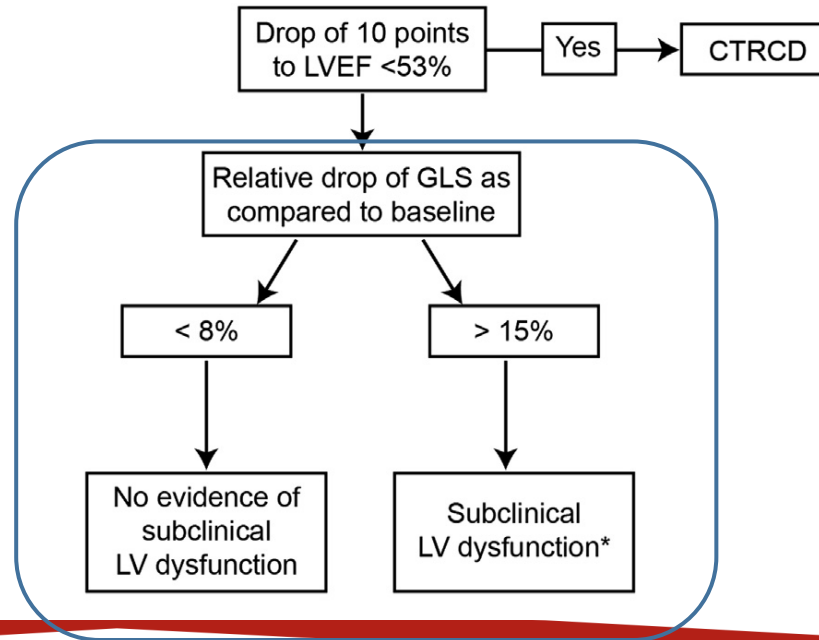 Drop of 10 points
to LVEF <53%
Yes
CTRCD
Relative drop of GLS as
compared to baseline
< 8%
> 15%
No evidence of
subclinical
LV dysfunction
Subclinical
LV dysfunction*